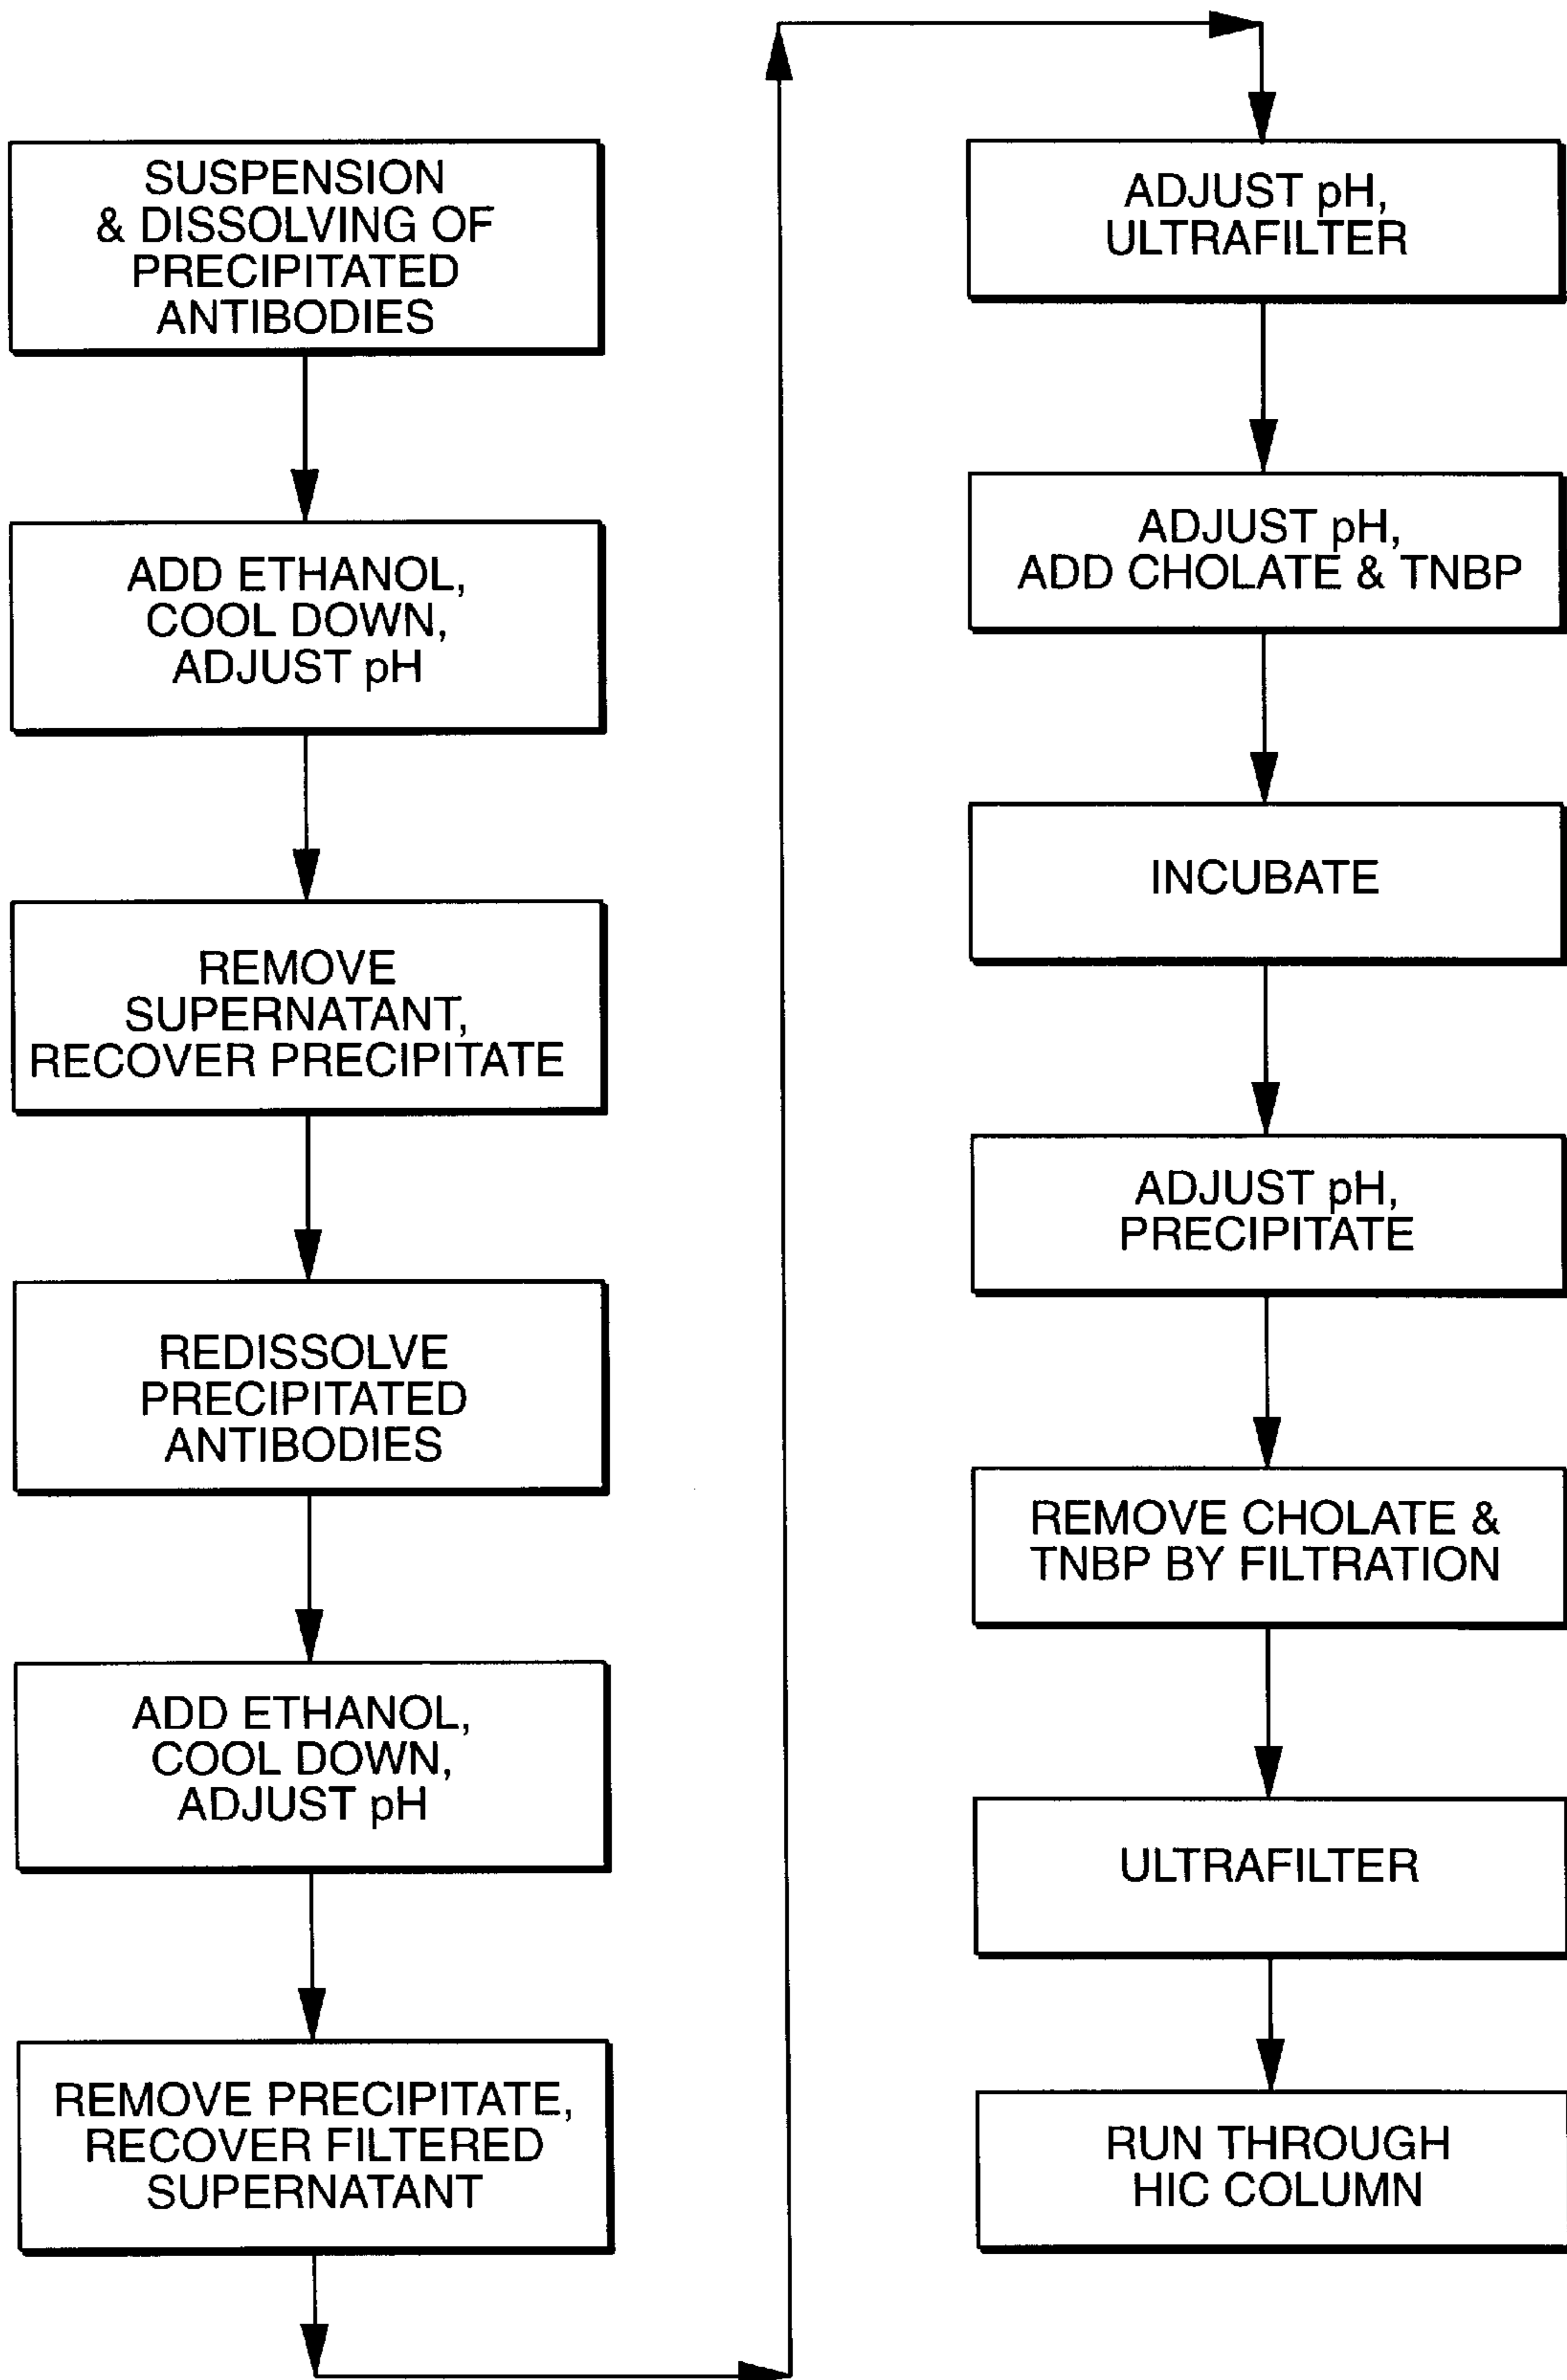 SUSPENSION
& DISSOLVING OF
PRECIPITATED
ANTIBODIES
ADD ETHANOL,
COOL DOWN,
ADJUST pH
REMOVE
SUPERNATANT,
RECOVER PRECIPITATE
REDISSOLVE
PRECIPITATED
ANTIBODIES
ADD ETHANOL,
COOL DOWN,
ADJUST pH
REMOVE PRECIPITATE,
RECOVER FILTERED
SUPERNATANT
ADJUST pH,
ULTRAFILTER
ADJUST pH,
ADD CHOLATE & TNBP
INCUBATE
ADJUST pH,
PRECIPITATE
REMOVE CHOLATE &
TNBP BY FILTRATION
ULTRAFILTER
RUN THROUGH
HIC COLUMN